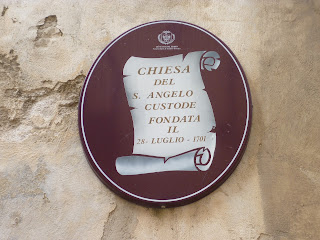 CHIESA
DEL
S. ANGELO
CUSTODE
FONDATA
IL
28 - LUGLIO - 1701